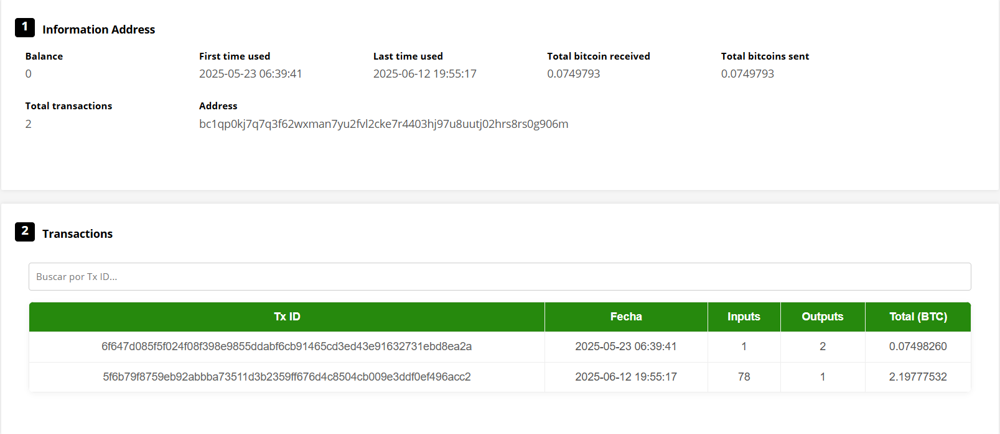 1 Information Address
Balance First time used Last time used Total bitcoin received Total bitcoins sent
0 2025-05-23 06:39:41 2025-06-12 19:55:17 0.0749793 0.0749793
Total transactions Address
2 bc1qp0kj7q7q3f62wxman7yu2fvl2cke7r4403hj97u8uutj02hrs8rs0g906m
2 Transactions
Buscar por Tx ID...
Tx ID Fecha Inputs Outputs Total (BTC)
6f647d085f5f024f08f398e9855ddabf6cb91465cd3ed43e91632731ebd8ea2a 2025-05-23 06:39:41 1 2 0.07498260
5f6b79f8759eb92abbba73511d3b2359ff676d4c8504cb009e3ddf0ef496acc2 2025-06-12 19:55:17 78 1 2.19777532